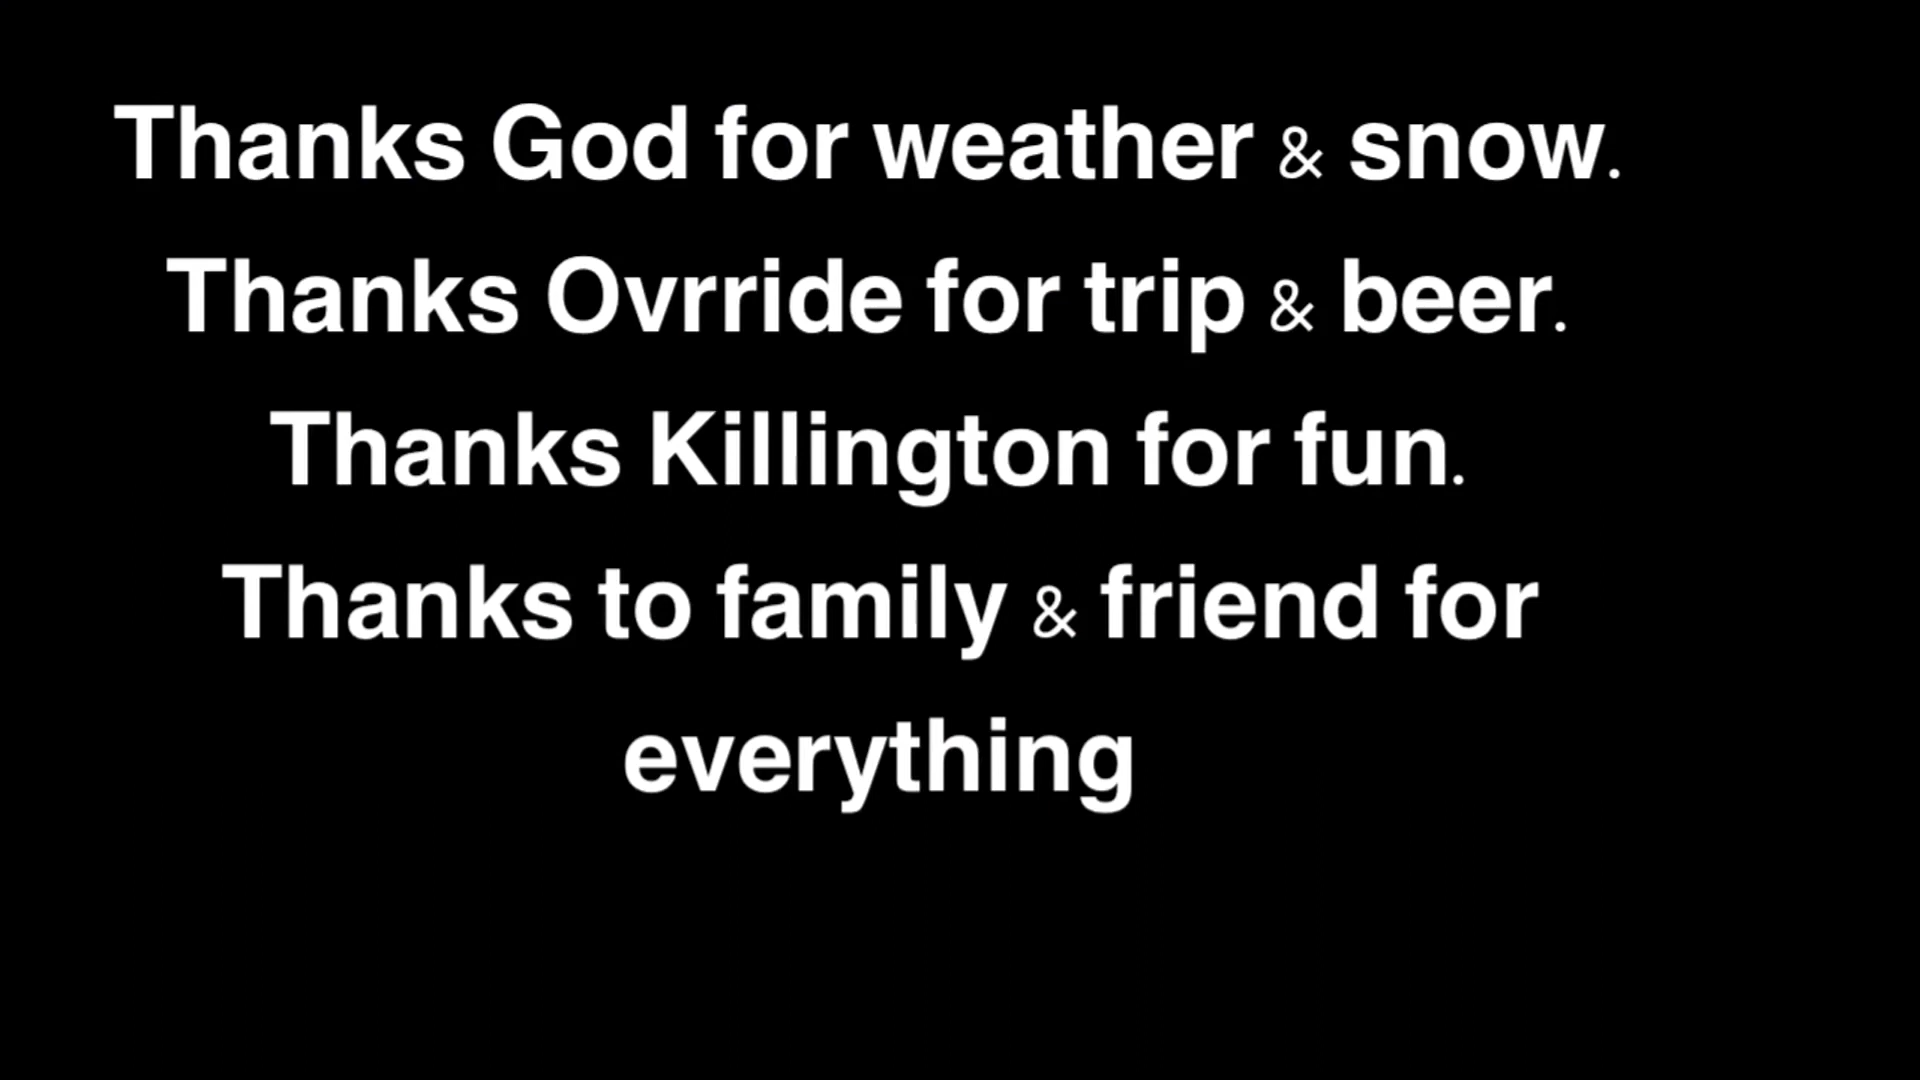 Thanks God for weather & snow.
Thanks Ovrride for trip & beer.
Thanks Killington for fun.
Thanks to family & friend for
everything